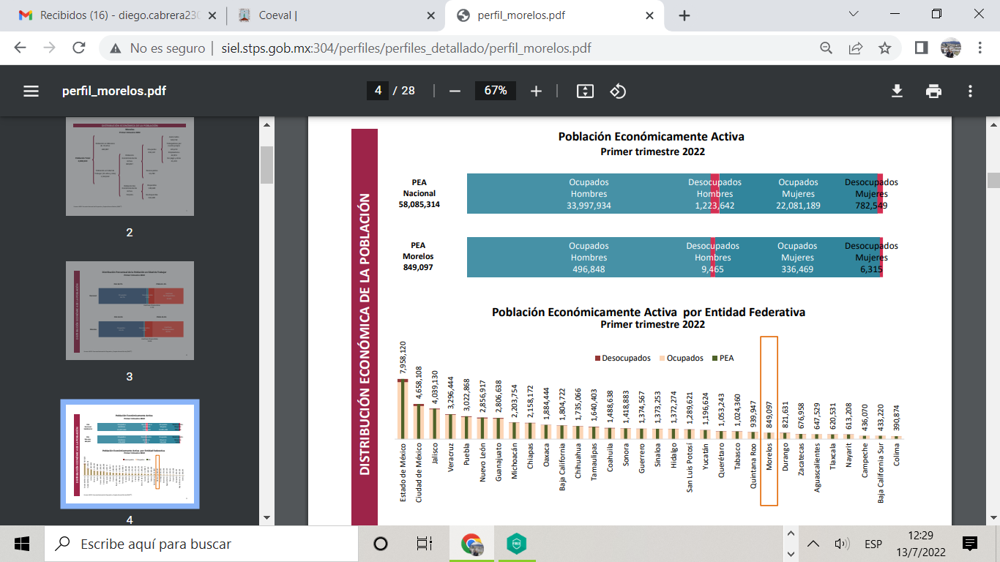 Recibidos (16) - diego.cabrera230
Coeval |
perfil_morelos.pdf
No es seguro | siel.stps.gob.mx:304/perfiles/perfiles_detallado/perfil_morelos.pdf
perfil_morelos.pdf
4 / 28
67%
2
3
4
DISTRIBUCIÓN ECONÓMICA DE LA POBLACIÓN
Población Económicamente Activa
Primer trimestre 2022
PEA
Nacional
58,085,314
Ocupados
Hombres
33,997,934
Desocupados
Hombres
1,223,642
Ocupados
Mujeres
22,081,189
Desocupados
Mujeres
782,549
PEA
Morelos
849,097
Ocupados
Hombres
496,848
Desocupados
Hombres
9,465
Ocupados
Mujeres
336,469
Desocupados
Mujeres
6,315
Población Económicamente Activa por Entidad Federativa
Primer trimestre 2022
Desocupados Ocupados PEA
7,958,120
4,658,108
4,039,130
3,296,444
3,022,868
2,856,917
2,806,638
2,203,754
2,158,172
1,884,444
1,804,722
1,735,066
1,640,403
1,488,638
1,418,883
1,374,567
1,373,253
1,372,274
1,289,621
1,196,624
1,053,243
1,024,360
939,947
849,097
821,631
676,958
647,529
620,531
613,208
436,070
433,220
390,874
Estado de México
Ciudad de México
Jalisco
Veracruz
Puebla
Nuevo León
Guanajuato
Michoacán
Chiapas
Oaxaca
Baja California
Chihuahua
Tamaulipas
Coahuila
Sonora
Guerrero
Sinaloa
Hidalgo
San Luis Potosí
Yucatán
Querétaro
Tabasco
Quintana Roo
Morelos
Durango
Zacatecas
Aguascalientes
Tlaxcala
Nayarit
Campeche
Baja California Sur
Colima
Escribe aquí para buscar
ESP
12:29
13/7/2022